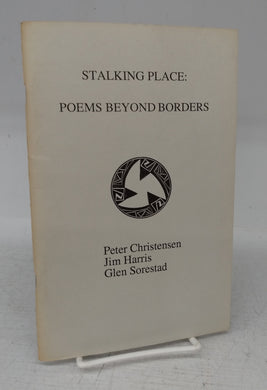 STALKING PLACE:
POEMS BEYOND BORDERS
Peter Christensen
Jim Harris
Glen Sorestad